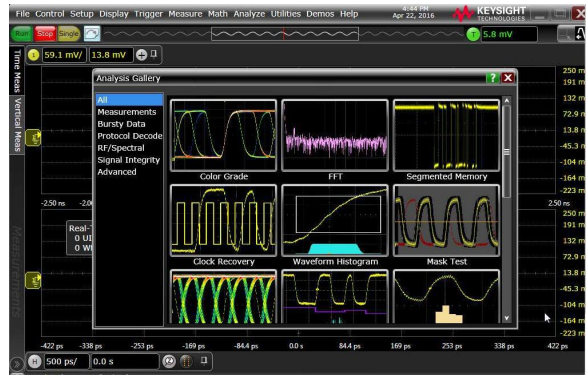 File Control Setup Display Trigger Measure Math Analyze Utilities Demos Help
4:44 PM
Apr 22, 2016
KEYSIGHT
TECHNOLOGIES
Run Stop Single
T 5.8 mV
1 59.1 mV/ 13.8 mV
Time Meas
Vertical Meas
Measurements
Analysis Gallery
? X
All
Measurements
Bursty Data
Protocol Decode
RF/Spectral
Signal Integrity
Advanced
Color Grade FFT Segmented Memory
Clock Recovery Waveform Histogram Mask Test
250 m
191 m
132 m
72.9 m
13.8 m
-45.3 m
-104 m
-164 m
-223 m
-250 ns
250 ns
250 m
191 m
132 m
72.9 m
13.8 m
-45.3 m
-104 m
-164 m
-223 m
0 UI
-422 ps -338 ps -253 ps -169 ps -84.4 ps 0.0 s 84.4 ps 169 ps 253 ps 338 ps 422 ps
H 500 ps/ 0.0 s